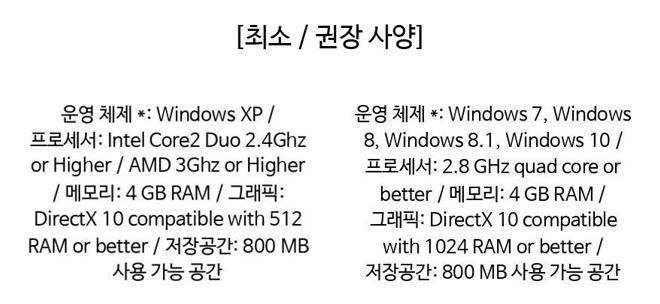 [최소 / 권장 사양]
운영 체제 *: Windows XP /
프로세서: Intel Core2 Duo 2.4Ghz
or Higher / AMD 3Ghz or Higher
/ 메모리: 4 GB RAM / 그래픽:
DirectX 10 compatible with 512
RAM or better / 저장공간: 800 MB
사용 가능 공간
운영 체제 *: Windows 7, Windows
8, Windows 8.1, Windows 10 /
프로세서: 2.8 GHz quad core or
better / 메모리: 4 GB RAM /
그래픽: DirectX 10 compatible
with 1024 RAM or better /
저장공간: 800 MB 사용 가능 공간